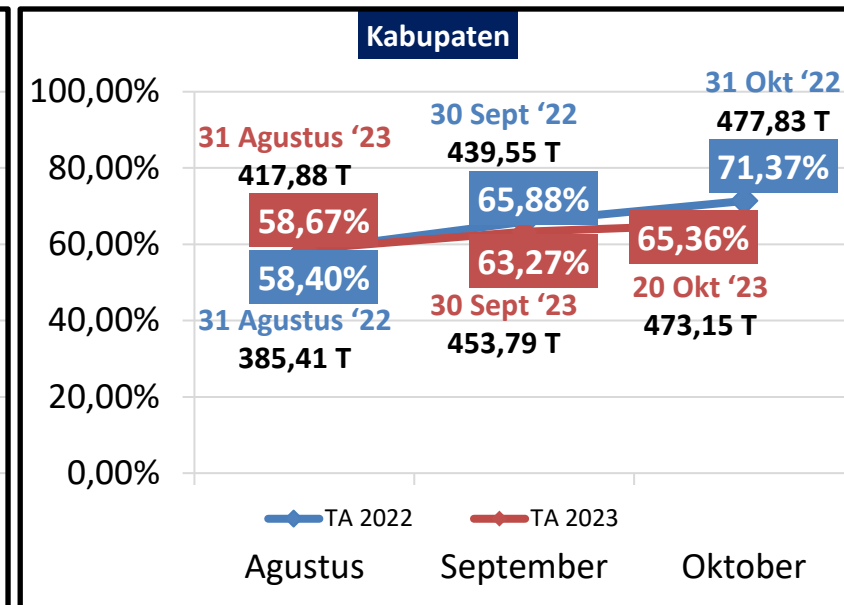 Kabupaten
100,00%
80,00%
60,00%
40,00%
20,00%
0,00%
31 Agustus ‘23
417,88 T
58,67%
58,40%
31 Agustus ‘22
385,41 T
30 Sept ‘22
439,55 T
65,88%
63,27%
30 Sept ‘23
453,79 T
31 Okt ‘22
477,83 T
71,37%
65,36%
20 Okt ‘23
473,15 T
TA 2022
TA 2023
Agustus
September
Oktober